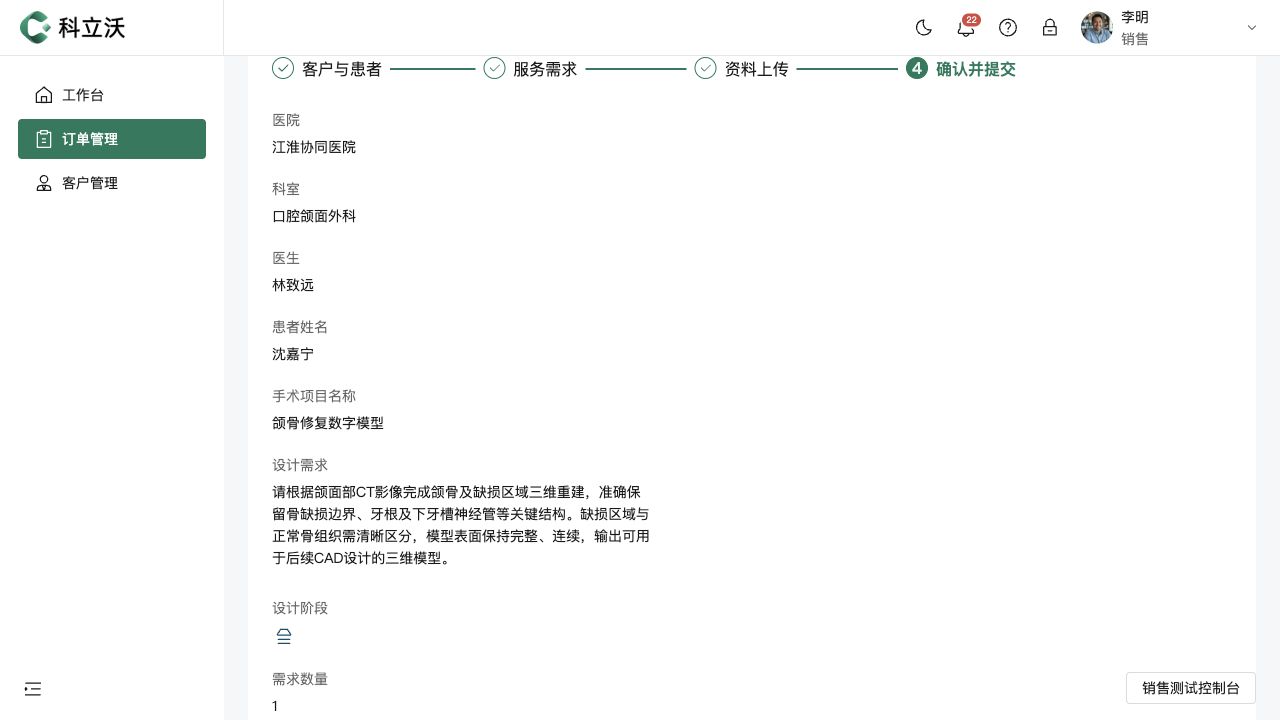 科立沃
22
李明
销售
工作台
订单管理
客户管理
客户与患者
服务需求
资料上传
4 确认并提交
医院
江淮协同医院
科室
口腔颌面外科
医生
林致远
患者姓名
沈嘉宁
手术项目名称
颌骨修复数字模型
设计需求
请根据颌面部CT影像完成颌骨及缺损区域三维重建，准确保
留骨缺损边界、牙根及下牙槽神经管等关键结构。缺损区域与
正常骨组织需清晰区分，模型表面保持完整、连续，输出可用
于后续CAD设计的三维模型。
设计阶段
需求数量
1
销售测试控制台